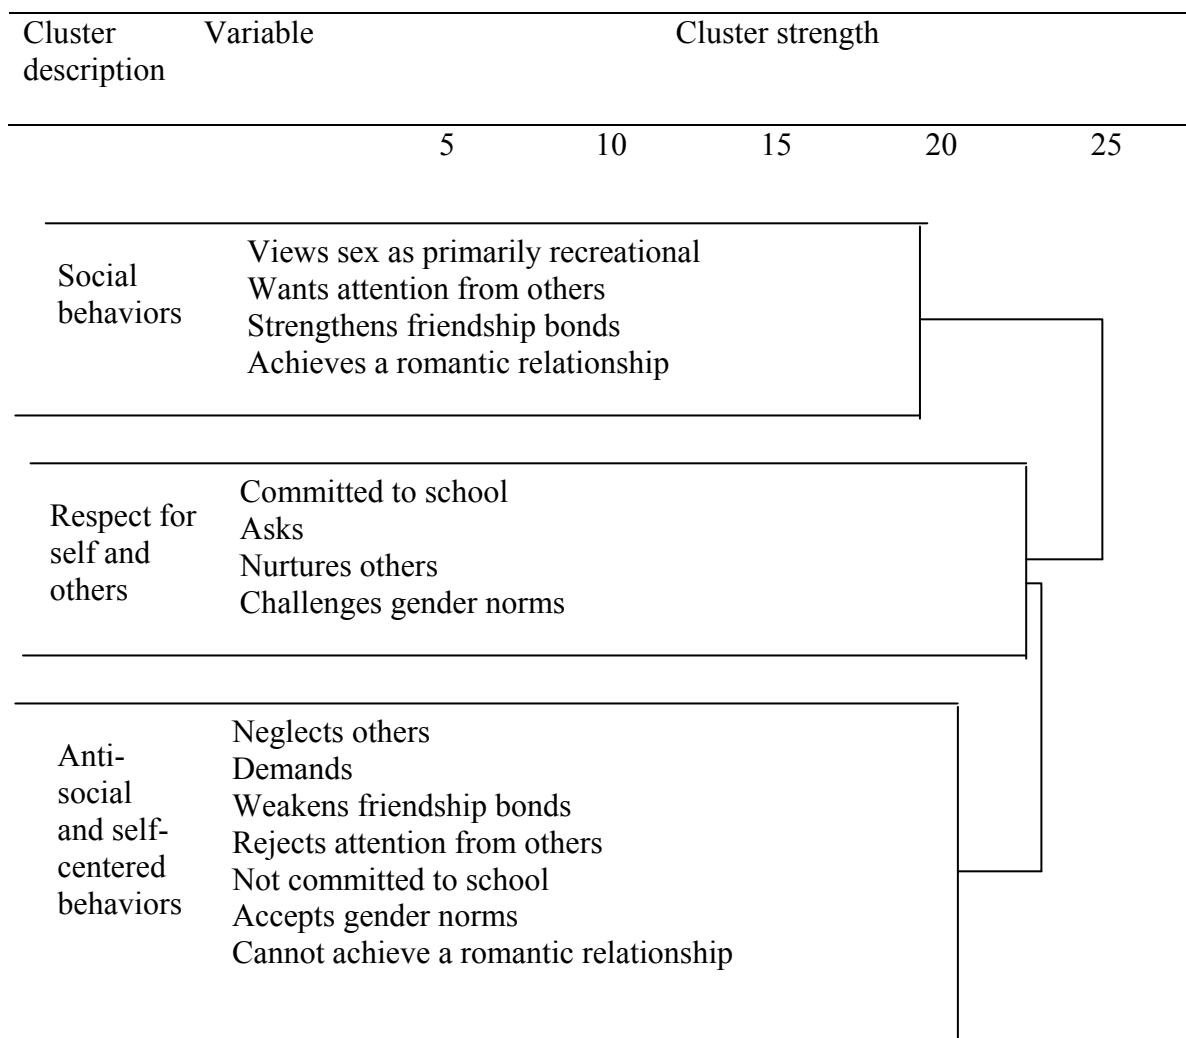 Cluster description
Variable
Cluster strength
5 10 15 20 25
Social behaviors
Views sex as primarily recreational
Wants attention from others
Strengthens friendship bonds
Achieves a romantic relationship
Respect for self and others
Committed to school
Asks
Nurtures others
Challenges gender norms
Anti-
social
and self-
centered
behaviors
Neglects others
Demands
Weakens friendship bonds
Rejects attention from others
Not committed to school
Accepts gender norms
Cannot achieve a romantic relationship